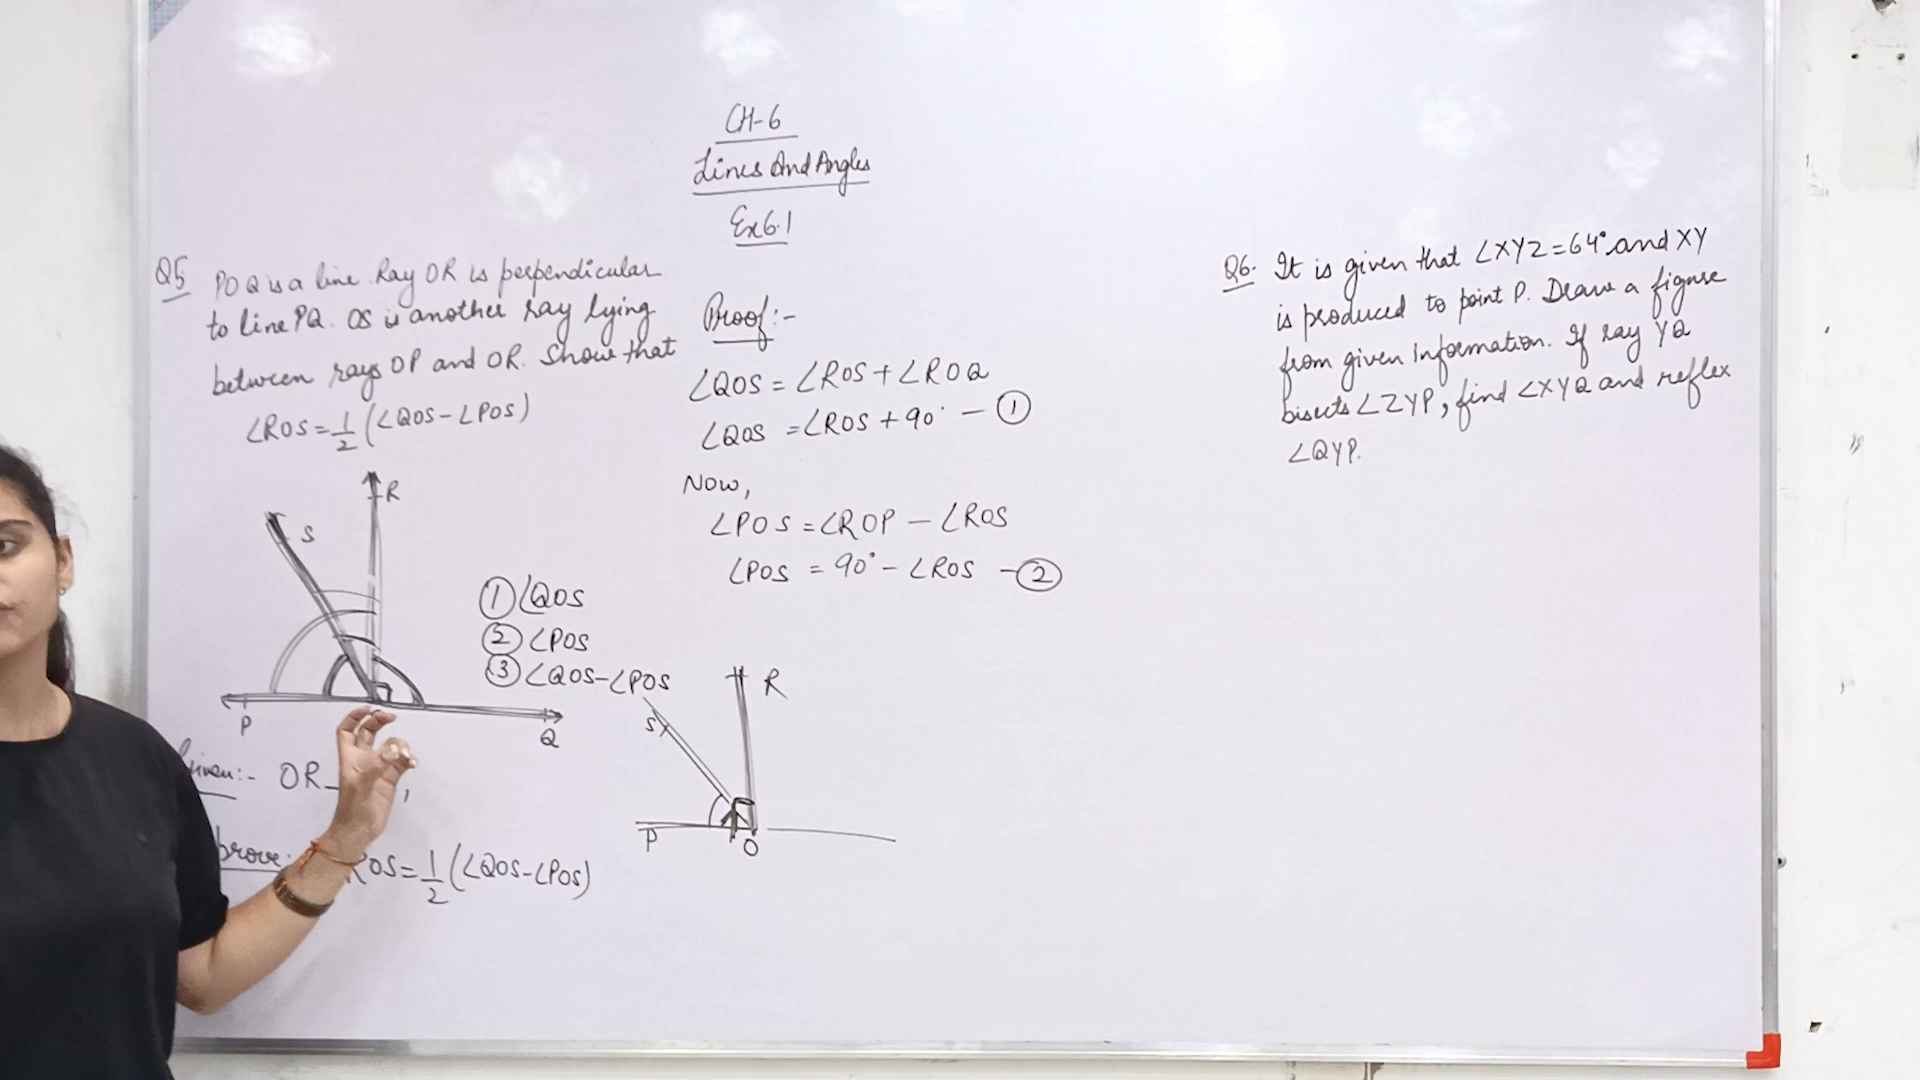 CH-6
Lines And Angles
Ex6.1
Q5 POQ is a line. Ray OR is perpendicular
to line PQ. OS is another ray lying
between rays OP and OR. Show that
∠ROS = 1/2 (∠QOS - ∠POS)
R
S
P
Q
① ∠QOS
② ∠POS
③ ∠QOS - ∠POS
:- OR
prove: OS = 1/2 (∠QOS - ∠POS)
Proof:-
∠QOS = ∠ROS + ∠ROQ
∠QOS = ∠ROS + 90° - ①
Now,
∠POS = ∠ROP - ∠ROS
∠POS = 90° - ∠ROS - ②
R
S
P
O
Q6. It is given that ∠XYZ = 64° and XY
is produced to point P. Draw a figure
from given information. If ray YQ
bisects ∠ZYP, find ∠XYQ and reflex
∠QYP.